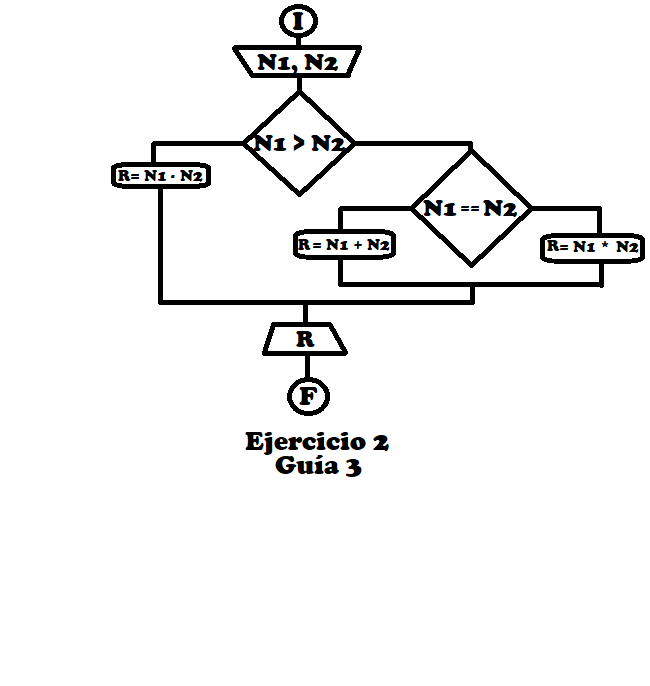 I
N1, N2
N1 > N2
R= N1 - N2
N1 == N2
R = N1 + N2
R= N1 * N2
R
F
Ejercicio 2
Guía 3